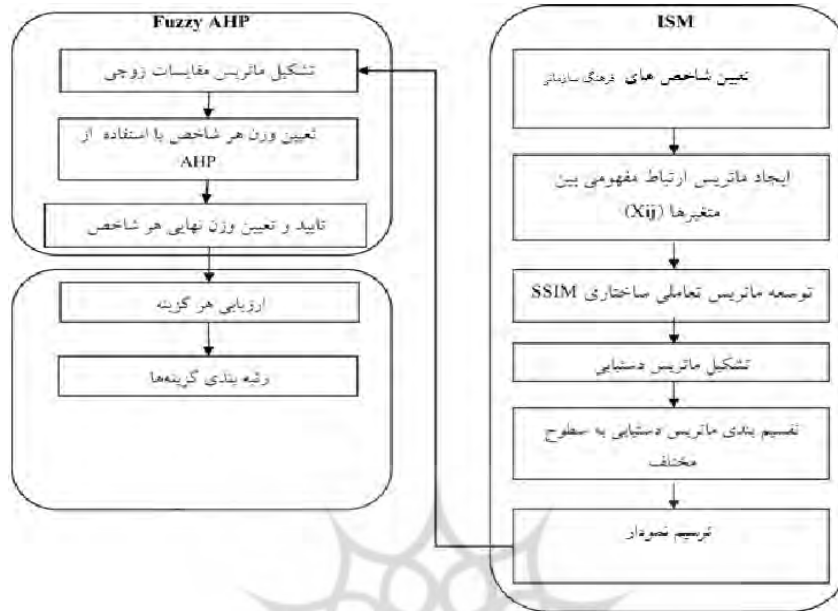 ISM
تعیین شاخص های فرهنگ سازمانی
ایجاد ماتریس ارتباط مفهومی بین
متغیرها (Xij)
توسعه ماتریس تعاملی ساختاری SSIM
تشکیل ماتریس دستیابی
تقسیم بندی ماتریس دستیابی به سطوح
مختلف
ترسیم نمودار
Fuzzy AHP
تشکیل ماتریس مقایسات زوجی
تعیین وزن هر شاخص با استفاده از
AHP
تایید و تعیین وزن نهایی هر شاخص
ارزیابی هر گزینه
رتبه بندی گزینه‌ها